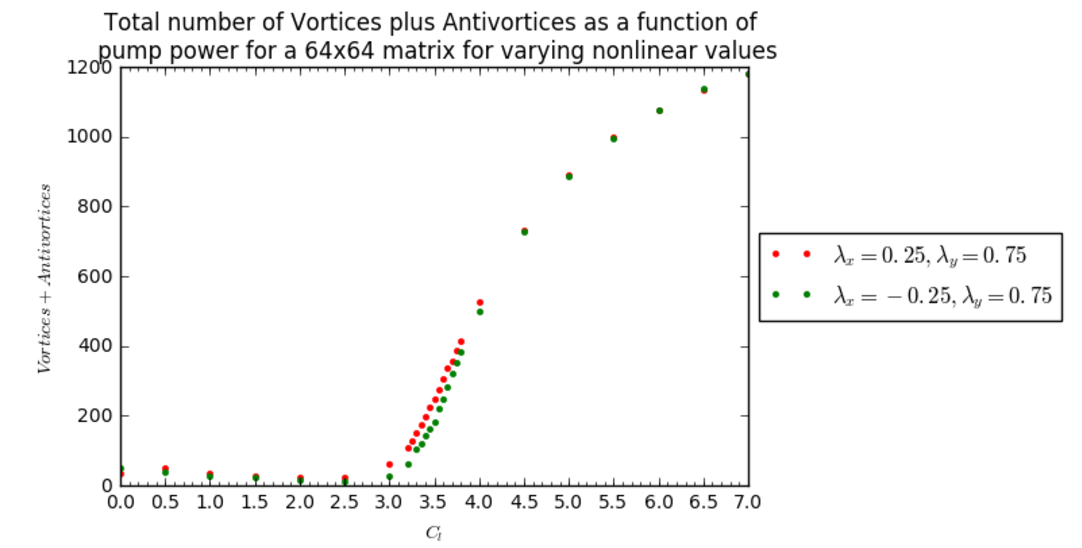 Total number of Vortices plus Antivortices as a function of
pump power for a 64x64 matrix for varying nonlinear values
1200
1000
800
600
400
200
0
Vortices + Antivortices
0.0 0.5 1.0 1.5 2.0 2.5 3.0 3.5 4.0 4.5 5.0 5.5 6.0 6.5 7.0
C_l
λ_x = 0.25, λ_y = 0.75
λ_x = −0.25, λ_y = 0.75